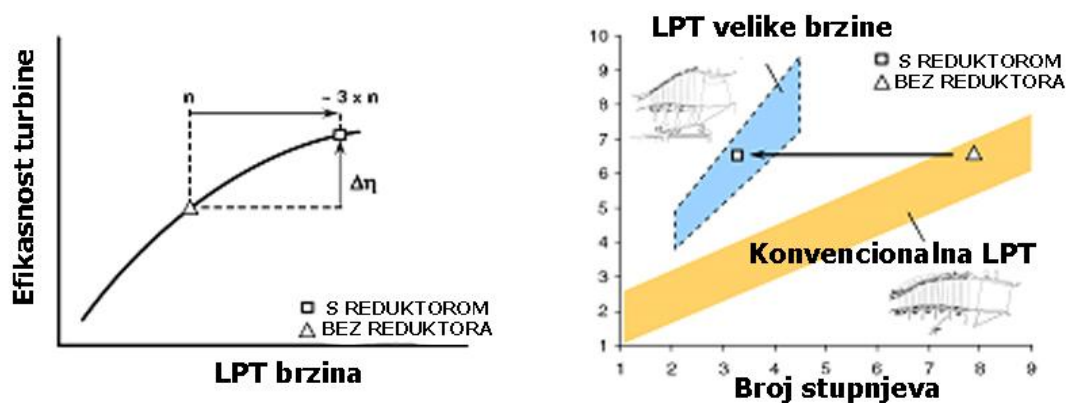 Efikasnost turbine
n
~ 3 x n
Δη
S REDUKTOROM
BEZ REDUKTORA
LPT brzina
LPT velike brzine
S REDUKTOROM
BEZ REDUKTORA
Konvencionalna LPT
10
9
8
7
6
5
4
3
2
1
1 2 3 4 5 6 7 8 9
Broj stupnjeva